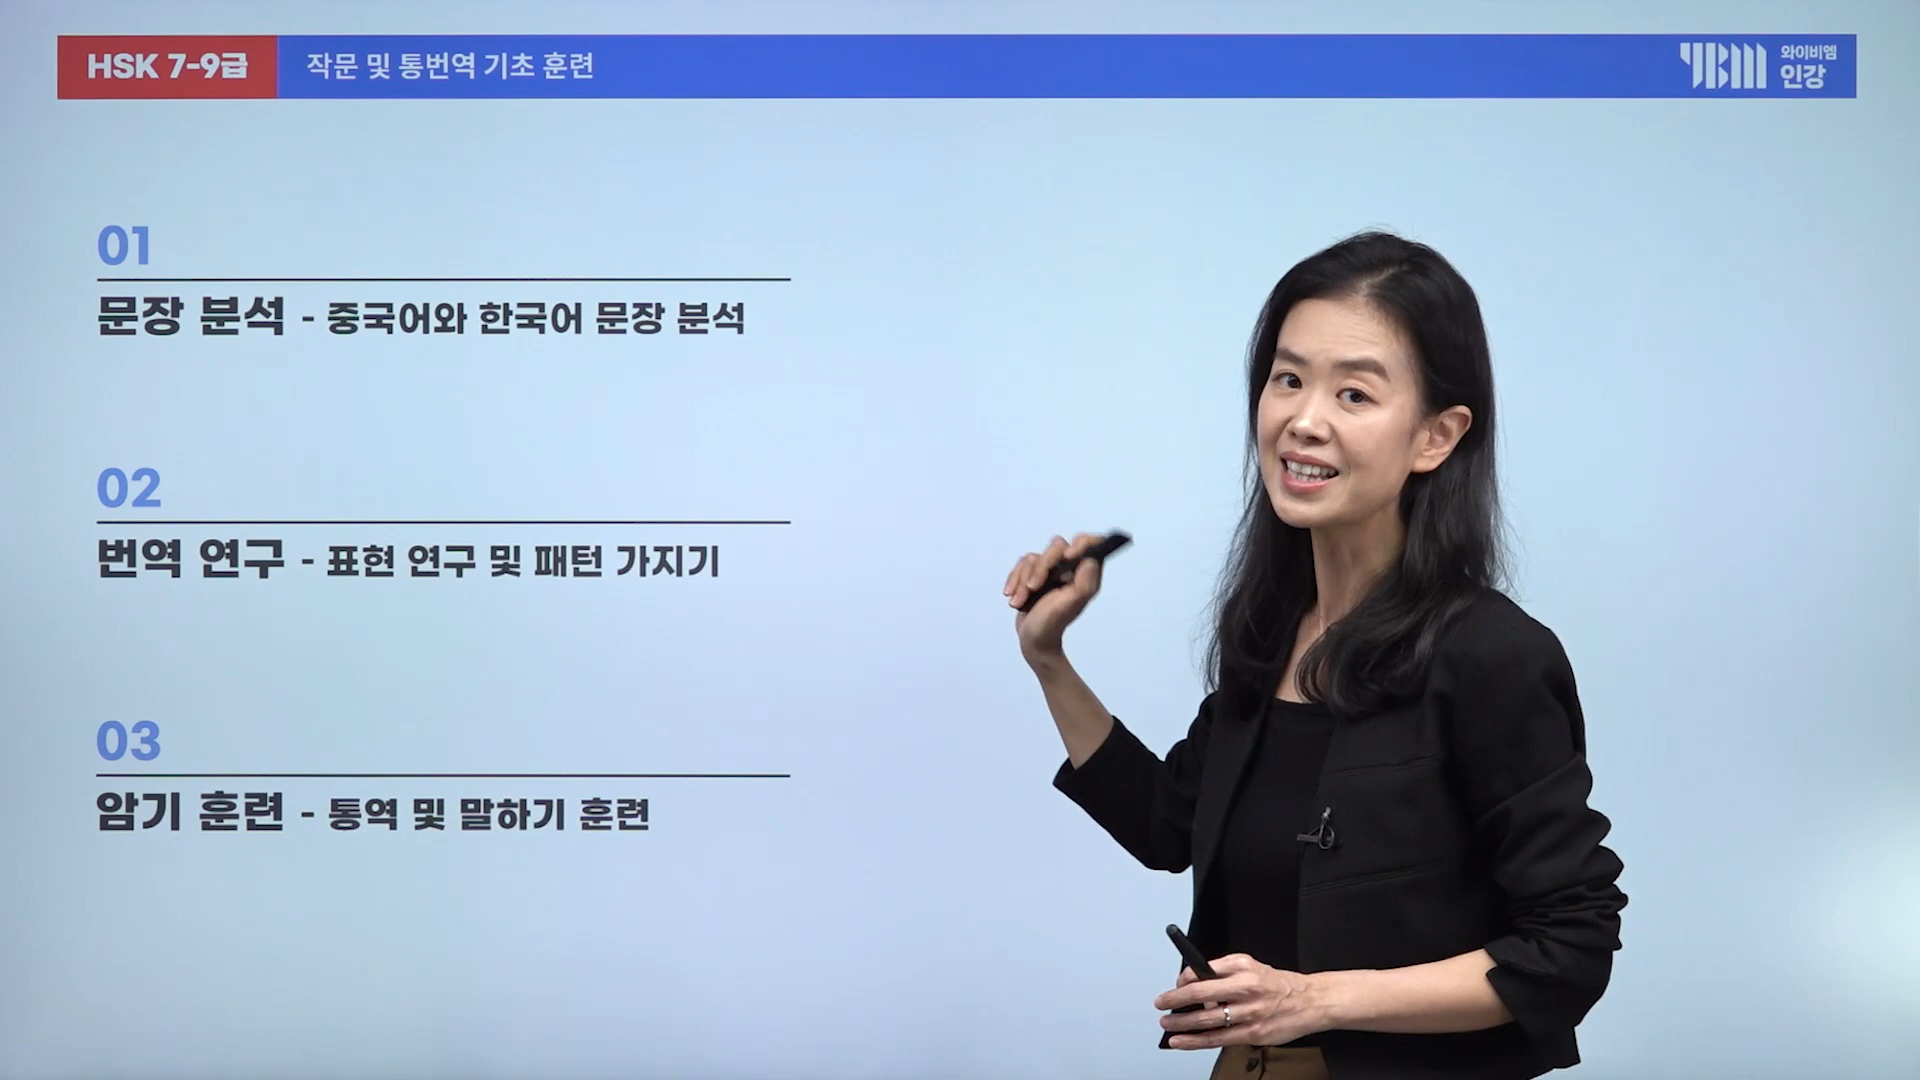 HSK 7-9급
작문 및 통번역 기초 훈련
YBM 와이비엠 인강
01
문장 분석 - 중국어와 한국어 문장 분석
02
번역 연구 - 표현 연구 및 패턴 가지기
03
암기 훈련 - 통역 및 말하기 훈련